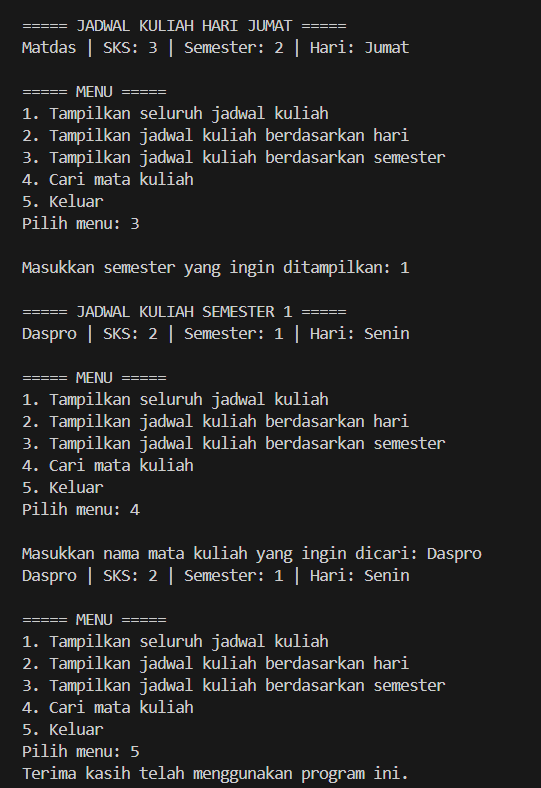 ===== JADWAL KULIAH HARI JUMAT =====
Matdas | SKS: 3 | Semester: 2 | Hari: Jumat
===== MENU =====
1. Tampilkan seluruh jadwal kuliah
2. Tampilkan jadwal kuliah berdasarkan hari
3. Tampilkan jadwal kuliah berdasarkan semester
4. Cari mata kuliah
5. Keluar
Pilih menu: 3
Masukkan semester yang ingin ditampilkan: 1
===== JADWAL KULIAH SEMESTER 1 =====
Daspro | SKS: 2 | Semester: 1 | Hari: Senin
===== MENU =====
1. Tampilkan seluruh jadwal kuliah
2. Tampilkan jadwal kuliah berdasarkan hari
3. Tampilkan jadwal kuliah berdasarkan semester
4. Cari mata kuliah
5. Keluar
Pilih menu: 4
Masukkan nama mata kuliah yang ingin dicari: Daspro
Daspro | SKS: 2 | Semester: 1 | Hari: Senin
===== MENU =====
1. Tampilkan seluruh jadwal kuliah
2. Tampilkan jadwal kuliah berdasarkan hari
3. Tampilkan jadwal kuliah berdasarkan semester
4. Cari mata kuliah
5. Keluar
Pilih menu: 5
Terima kasih telah menggunakan program ini.